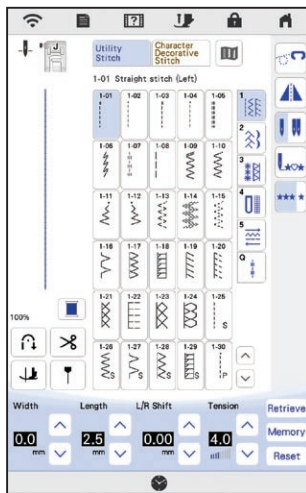 J
Utility
Stitch
Character
Decorative
Stitch
1-01 Straight stitch (Left)
1-01 1-02 1-03 1-04 1-05 1
1-06 1-07 1-08 1-09 1-10 2
1-11 1-12 1-13 1-14 1-15 3
4
1-16 1-17 1-18 1-19 1-20 5
Q
100%
1-21 1-22 1-23 1-24 1-25
S
1-26 1-27 1-28 1-29 1-30
S S S S P
Width Length L/R Shift Tension Retrieve
0.0 2.5 0.00 4.0 Memory
mm mm mm Reset